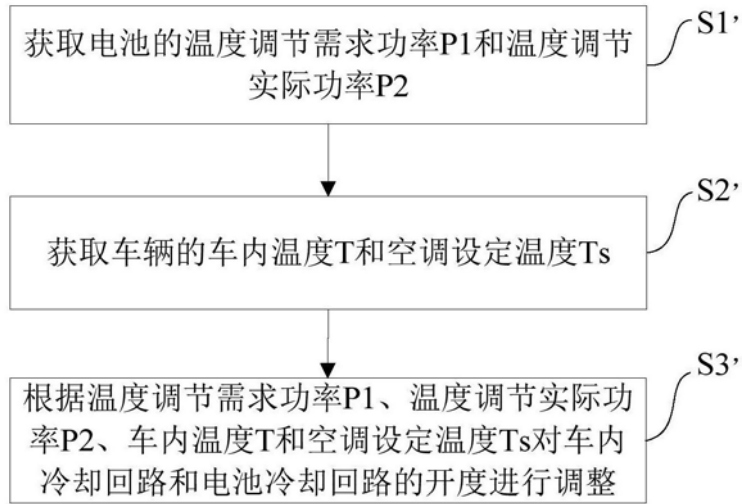 获取电池的温度调节需求功率P1和温度调节
实际功率P2
S1’
获取车辆的车内温度T和空调设定温度Ts
S2’
根据温度调节需求功率P1、温度调节实际功
率P2、车内温度T和空调设定温度Ts对车内
冷却回路和电池冷却回路的开度进行调整
S3’